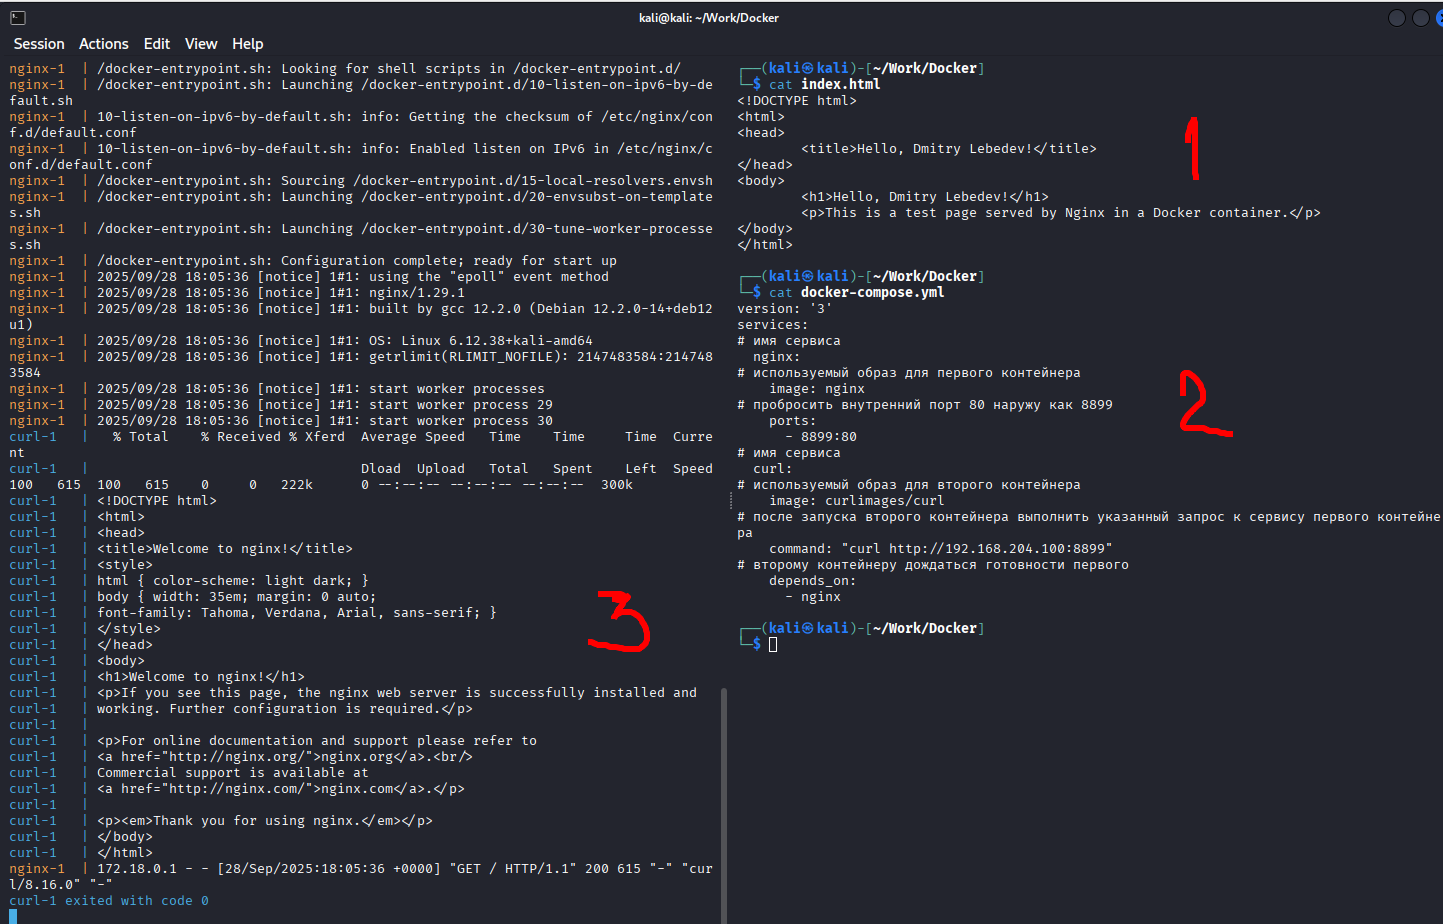 kali@kali: ~/Work/Docker
Session Actions Edit View Help
nginx-1  | /docker-entrypoint.sh: Looking for shell scripts in /docker-entrypoint.d/
nginx-1  | /docker-entrypoint.sh: Launching /docker-entrypoint.d/10-listen-on-ipv6-by-de
fault.sh
nginx-1  | 10-listen-on-ipv6-by-default.sh: info: Getting the checksum of /etc/nginx/con
f.d/default.conf
nginx-1  | 10-listen-on-ipv6-by-default.sh: info: Enabled listen on IPv6 in /etc/nginx/c
onf.d/default.conf
nginx-1  | /docker-entrypoint.sh: Sourcing /docker-entrypoint.d/15-local-resolvers.envsh
nginx-1  | /docker-entrypoint.sh: Launching /docker-entrypoint.d/20-envsubst-on-template
s.sh
nginx-1  | /docker-entrypoint.sh: Launching /docker-entrypoint.d/30-tune-worker-processe
s.sh
nginx-1  | /docker-entrypoint.sh: Configuration complete; ready for start up
nginx-1  | 2025/09/28 18:05:36 [notice] 1#1: using the "epoll" event method
nginx-1  | 2025/09/28 18:05:36 [notice] 1#1: nginx/1.29.1
nginx-1  | 2025/09/28 18:05:36 [notice] 1#1: built by gcc 12.2.0 (Debian 12.2.0-14+deb12
u1)
nginx-1  | 2025/09/28 18:05:36 [notice] 1#1: OS: Linux 6.12.38+kali-amd64
nginx-1  | 2025/09/28 18:05:36 [notice] 1#1: getrlimit(RLIMIT_NOFILE): 2147483584:214748
3584
nginx-1  | 2025/09/28 18:05:36 [notice] 1#1: start worker processes
nginx-1  | 2025/09/28 18:05:36 [notice] 1#1: start worker process 29
nginx-1  | 2025/09/28 18:05:36 [notice] 1#1: start worker process 30
curl-1   |   % Total    % Received % Xferd  Average Speed   Time    Time     Time  Curre
nt
curl-1   |                                  Dload  Upload   Total   Spent    Left  Speed
100   615  100   615    0     0   222k      0 --:--:-- --:--:-- --:--:--  300k
curl-1   | <!DOCTYPE html>
curl-1   | <html>
curl-1   | <head>
curl-1   | <title>Welcome to nginx!</title>
curl-1   | <style>
curl-1   | html { color-scheme: light dark; }
curl-1   | body { width: 35em; margin: 0 auto;
curl-1   | font-family: Tahoma, Verdana, Arial, sans-serif; }
curl-1   | </style>
curl-1   | </head>
curl-1   | <body>
curl-1   | <h1>Welcome to nginx!</h1>
curl-1   | <p>If you see this page, the nginx web server is successfully installed and
curl-1   | working. Further configuration is required.</p>
curl-1   |
curl-1   | <p>For online documentation and support please refer to
curl-1   | <a href="http://nginx.org/">nginx.org</a>.<br/>
curl-1   | Commercial support is available at
curl-1   | <a href="http://nginx.com/">nginx.com</a>.</p>
curl-1   |
curl-1   | <p><em>Thank you for using nginx.</em></p>
curl-1   | </body>
curl-1   | </html>
nginx-1  | 172.18.0.1 - - [28/Sep/2025:18:05:36 +0000] "GET / HTTP/1.1" 200 615 "-" "cur
l/8.16.0" "-"
curl-1 exited with code 0
3
┌──(kali㉿kali)-[~/Work/Docker]
└─$ cat index.html
<!DOCTYPE html>
<html>
<head>
        <title>Hello, Dmitry Lebedev!</title>
</head>
<body>
        <h1>Hello, Dmitry Lebedev!</h1>
        <p>This is a test page served by Nginx in a Docker container.</p>
</body>
</html>
1
┌──(kali㉿kali)-[~/Work/Docker]
└─$ cat docker-compose.yml
version: '3'
services:
# имя сервиса
  nginx:
# используемый образ для первого контейнера
    image: nginx
# пробросить внутренний порт 80 наружу как 8899
    ports:
      - 8899:80
# имя сервиса
  curl:
# используемый образ для второго контейнера
    image: curlimages/curl
# после запуска второго контейнера выполнить указанный запрос к сервису первого контейне
ра
    command: "curl http://192.168.204.100:8899"
# второму контейнеру дождаться готовности первого
    depends_on:
      - nginx
2
┌──(kali㉿kali)-[~/Work/Docker]
└─$